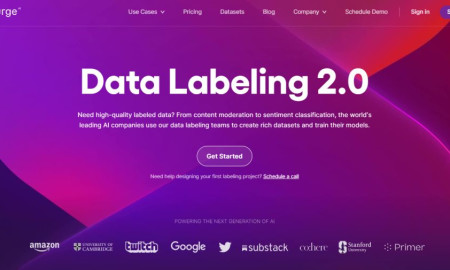 urge
Use Cases Pricing Datasets Blog Company Schedule Demo Sign in
Data Labeling 2.0
Need high-quality labeled data? From content moderation to sentiment classification, the world's
leading AI companies use our data labeling teams to create rich datasets and train their models.
Get Started
Need help designing your first labeling project? Schedule a call
POWERING THE NEXT GENERATION OF AI
amazon UNIVERSITY OF CAMBRIDGE twitch Google substack cohere Stanford University Primer